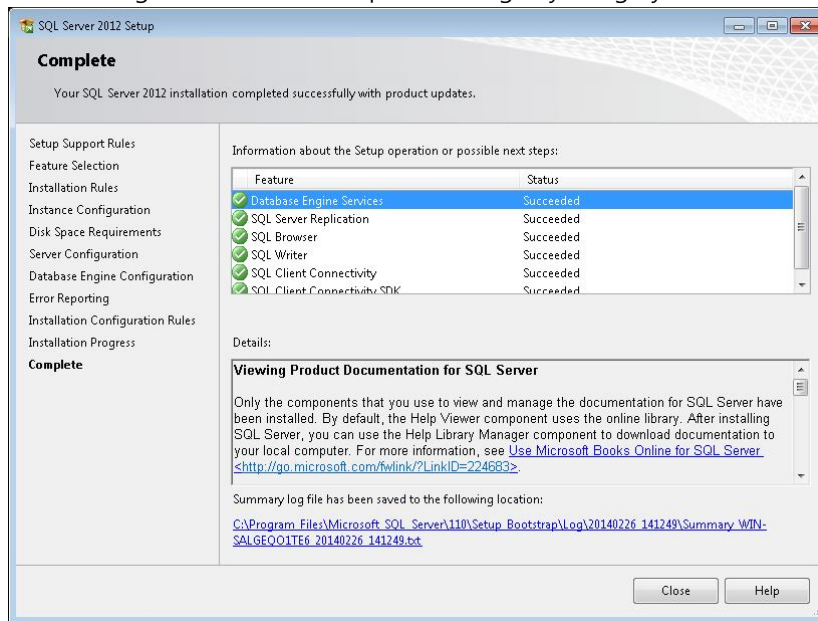 SQL Server 2012 Setup
Complete
Your SQL Server 2012 installation completed successfully with product updates.
Setup Support Rules
Feature Selection
Installation Rules
Instance Configuration
Disk Space Requirements
Server Configuration
Database Engine Configuration
Error Reporting
Installation Configuration Rules
Installation Progress
Complete
Information about the Setup operation or possible next steps:
Feature Status
Database Engine Services Succeeded
SQL Server Replication Succeeded
SQL Browser Succeeded
SQL Writer Succeeded
SQL Client Connectivity Succeeded
SQL Client Connectivity SDK Succeeded
Details:
Viewing Product Documentation for SQL Server
Only the components that you use to view and manage the documentation for SQL Server have
been installed. By default, the Help Viewer component uses the online library. After installing
SQL Server, you can use the Help Library Manager component to download documentation to
your local computer. For more information, see Use Microsoft Books Online for SQL Server
<http://go.microsoft.com/fwlink/?LinkID=224683>.
Summary log file has been saved to the following location:
C:\Program Files\Microsoft SQL Server\110\Setup Bootstrap\Log\20140226_141249\Summary_WIN-
SALGEQO1TE6_20140226_141249.txt
Close Help